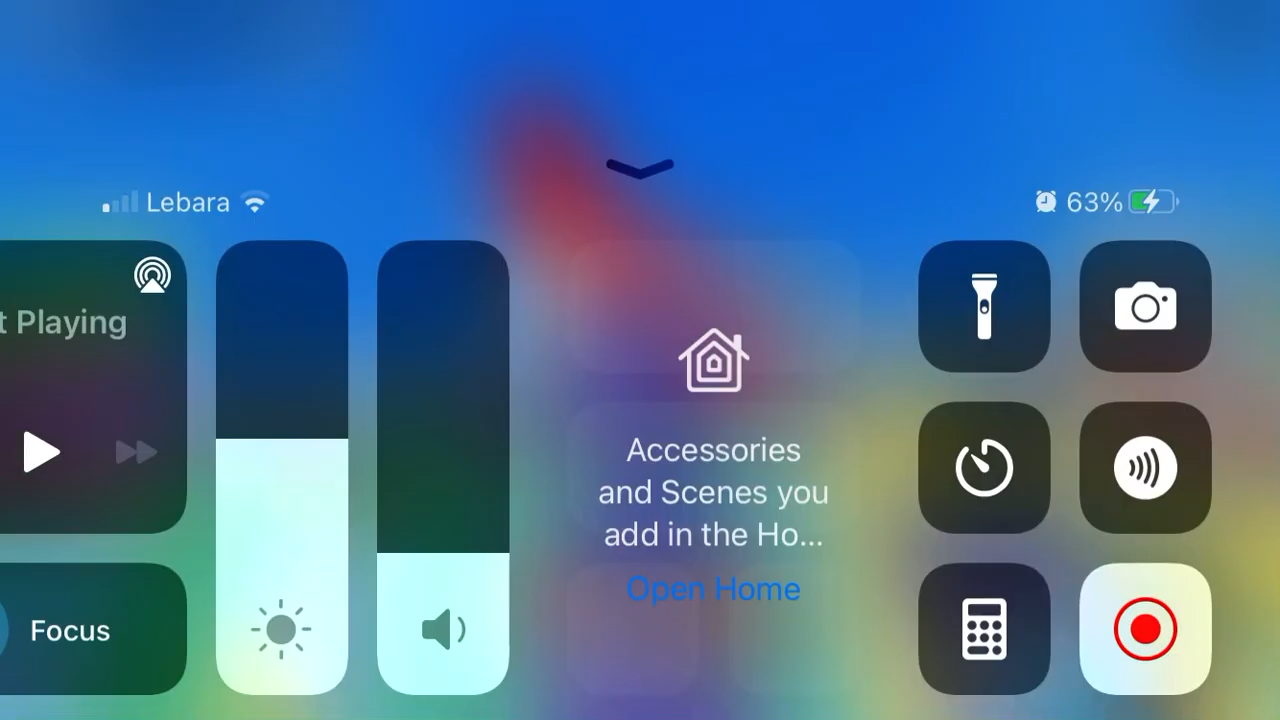 Lebara
63%
t Playing
Accessories
and Scenes you
add in the Ho...
Open Home
Focus